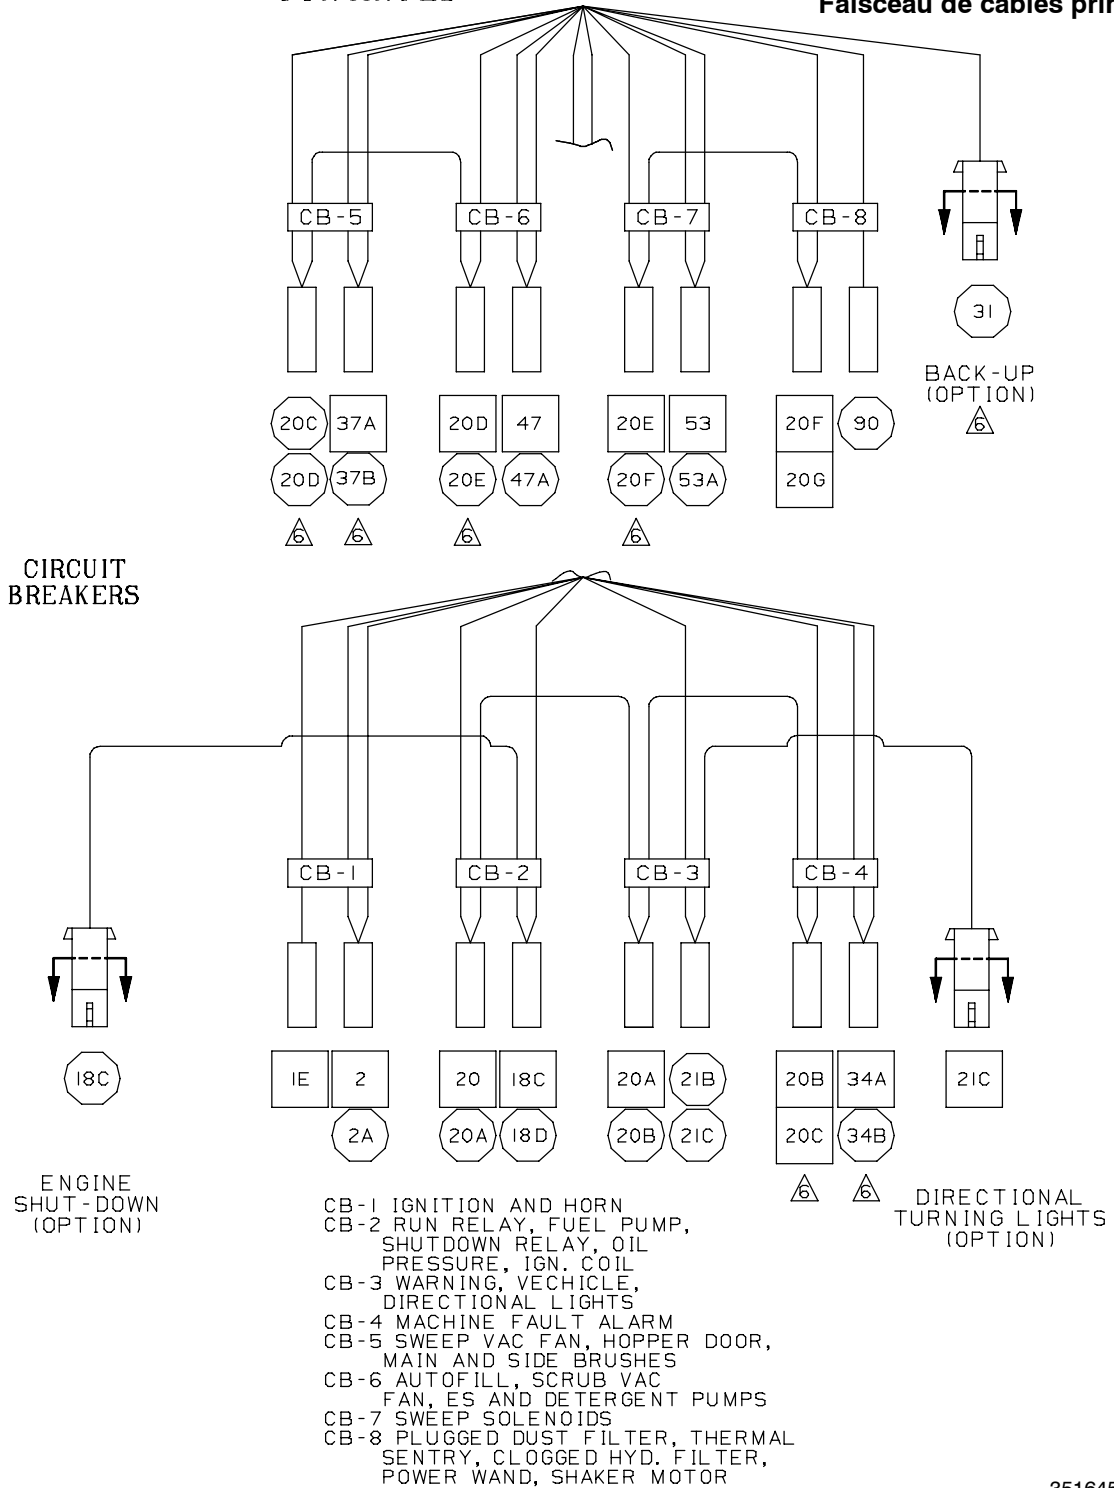 Faisceau de câbles prin
CB-5 CB-6 CB-7 CB-8
31
BACK-UP
(OPTION)
6
20C 37A 20D 47 20E 53 20F 90
20D 37B 20E 47A 20F 53A 20G
6 6 6 6
CIRCUIT
BREAKERS
CB-1 CB-2 CB-3 CB-4
18C 1E 2 20 18C 20A 21B 20B 34A 21C
2A 20A 18D 20B 21C 20C 34B
6 6
ENGINE
SHUT-DOWN
(OPTION)
DIRECTIONAL
TURNING LIGHTS
(OPTION)
CB-1 IGNITION AND HORN
CB-2 RUN RELAY, FUEL PUMP,
SHUTDOWN RELAY, OIL
PRESSURE, IGN. COIL
CB-3 WARNING, VECHICLE,
DIRECTIONAL LIGHTS
CB-4 MACHINE FAULT ALARM
CB-5 SWEEP VAC FAN, HOPPER DOOR,
MAIN AND SIDE BRUSHES
CB-6 AUTOFILL, SCRUB VAC
FAN, ES AND DETERGENT PUMPS
CB-7 SWEEP SOLENOIDS
CB-8 PLUGGED DUST FILTER, THERMAL
SENTRY, CLOGGED HYD. FILTER,
POWER WAND, SHAKER MOTOR
351645